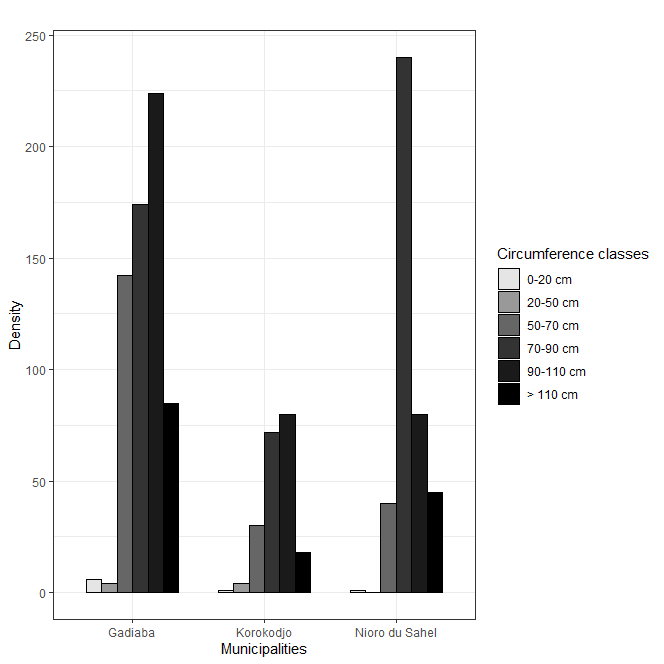 250
200
150
100
50
0
Density
Gadiaba
Korokodjo
Nioro du Sahel
Municipalities
Circumference classes
0-20 cm
20-50 cm
50-70 cm
70-90 cm
90-110 cm
> 110 cm